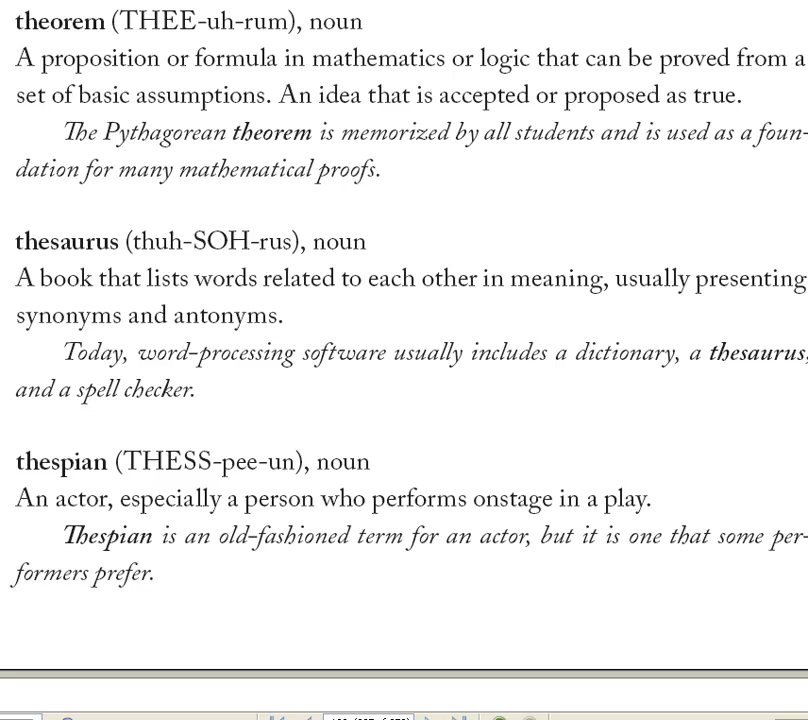 theorem (THEE-uh-rum), noun
A proposition or formula in mathematics or logic that can be proved from a
set of basic assumptions. An idea that is accepted or proposed as true.
The Pythagorean theorem is memorized by all students and is used as a foun-
dation for many mathematical proofs.
thesaurus (thuh-SOH-rus), noun
A book that lists words related to each other in meaning, usually presenting
synonyms and antonyms.
Today, word-processing software usually includes a dictionary, a thesaurus,
and a spell checker.
thespian (THESS-pee-un), noun
An actor, especially a person who performs onstage in a play.
Thespian is an old-fashioned term for an actor, but it is one that some per-
formers prefer.